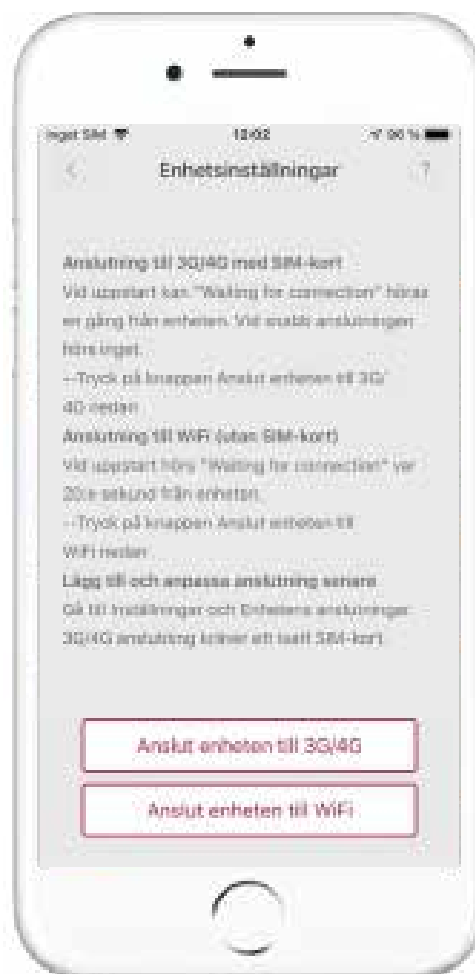 Inget SIM 12:02 90 %
Enhetsinställningar ?
Anslutning till 3G/4G med SIM-kort
Vid uppstart kan "Waiting for connection" höras
en gång från enheten. Vid snabb anslutningen
hörs inget.
--Tryck på knappen Anslut enheten till 3G/
4G nedan
Anslutning till WiFi (utan SIM-kort)
Vid uppstart hörs "Waiting for connection" var
20:e sekund från enheten.
--Tryck på knappen Anslut enheten till
WiFi nedan
Lägg till och anpassa anslutning senare
Gå till Inställningar och Enhetens anslutningar
3G/4G anslutning kräver ett isatt SIM-kort.
Anslut enheten till 3G/4G
Anslut enheten till WiFi